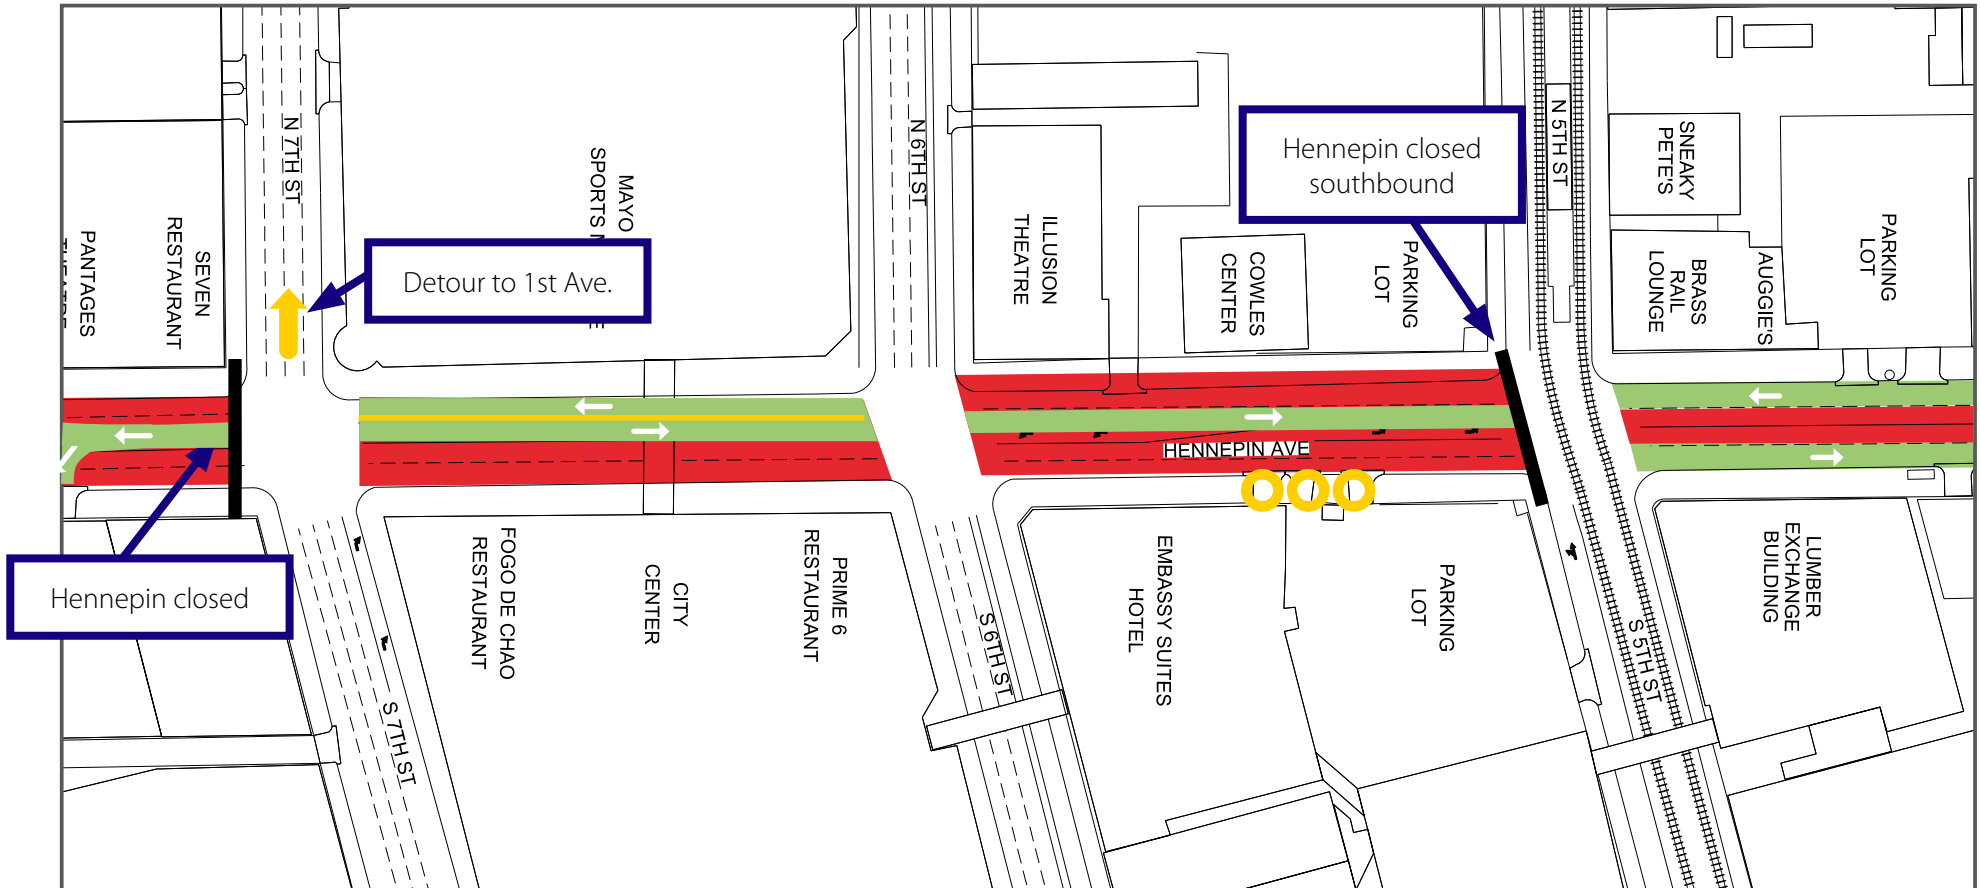 N 7TH ST
N 6TH ST
N 5TH ST
Hennepin closed
southbound
Detour to 1st Ave.
PANTAGES
SEVEN
RESTAURANT
MAYO
SPORTS
ILLUSION
THEATRE
COWLES
CENTER
PARKING
LOT
SNEAKY
PETE'S
BRASS
RAIL
LOUNGE
AUGGIE'S
PARKING
LOT
HENNEPIN AVE
Hennepin closed
FOGO DE CHAO
RESTAURANT
CITY
CENTER
PRIME 6
RESTAURANT
EMBASSY SUITES
HOTEL
PARKING
LOT
LUMBER
EXCHANGE
BUILDING
S 7TH ST
S 6TH ST
S 5TH ST